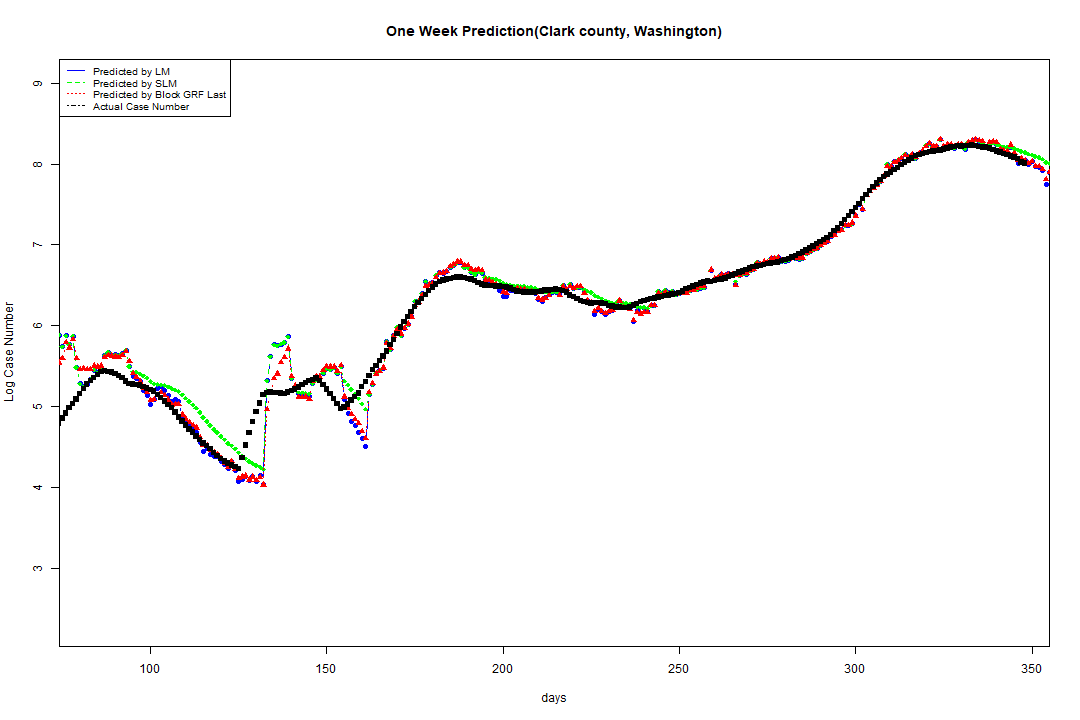 One Week Prediction(Clark county, Washington)
Predicted by LM
Predicted by SLM
Predicted by Block GRF Last
Actual Case Number
9
8
7
6
5
4
3
Log Case Number
100 150 200 250 300 350
days